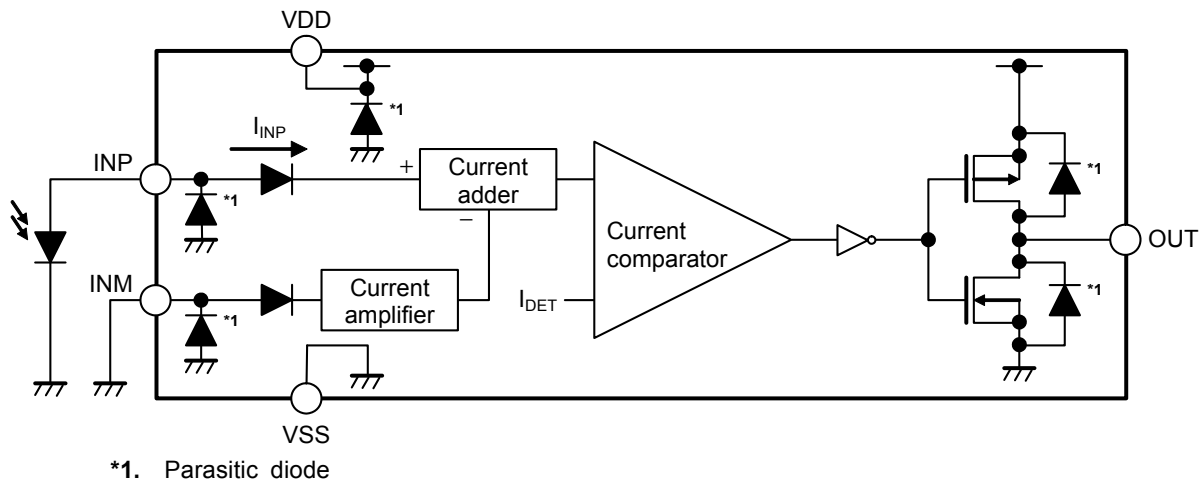 VDD
*1
I_INP
INP
+
Current
adder
*1
*1
−
Current
comparator
OUT
INM
Current
amplifier
*1
I_DET
*1
*1
VSS
*1. Parasitic diode